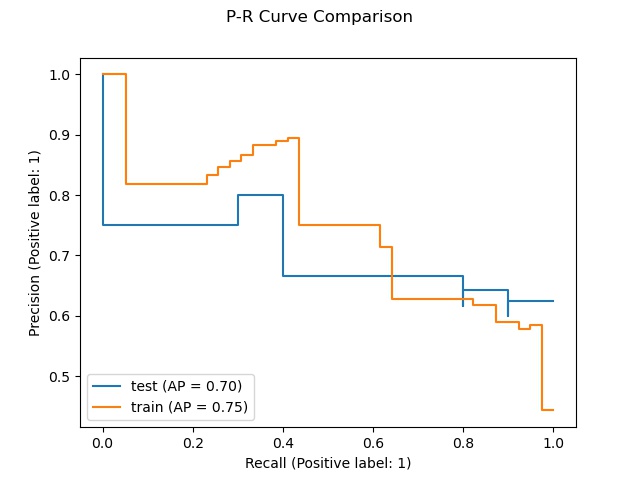 P-R Curve Comparison
1.0
0.9
0.8
0.7
0.6
0.5
Precision (Positive label: 1)
test (AP = 0.70)
train (AP = 0.75)
0.0 0.2 0.4 0.6 0.8 1.0
Recall (Positive label: 1)